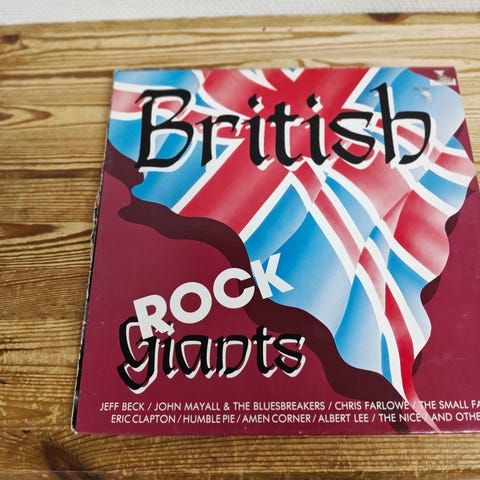 British
ROCK
Giants
JEFF BECK / JOHN MAYALL & THE BLUESBREAKERS / CHRIS FARLOWE / THE SMALL FA
ERIC CLAPTON / HUMBLE PIE / AMEN CORNER / ALBERT LEE / THE NICE / AND OTHE